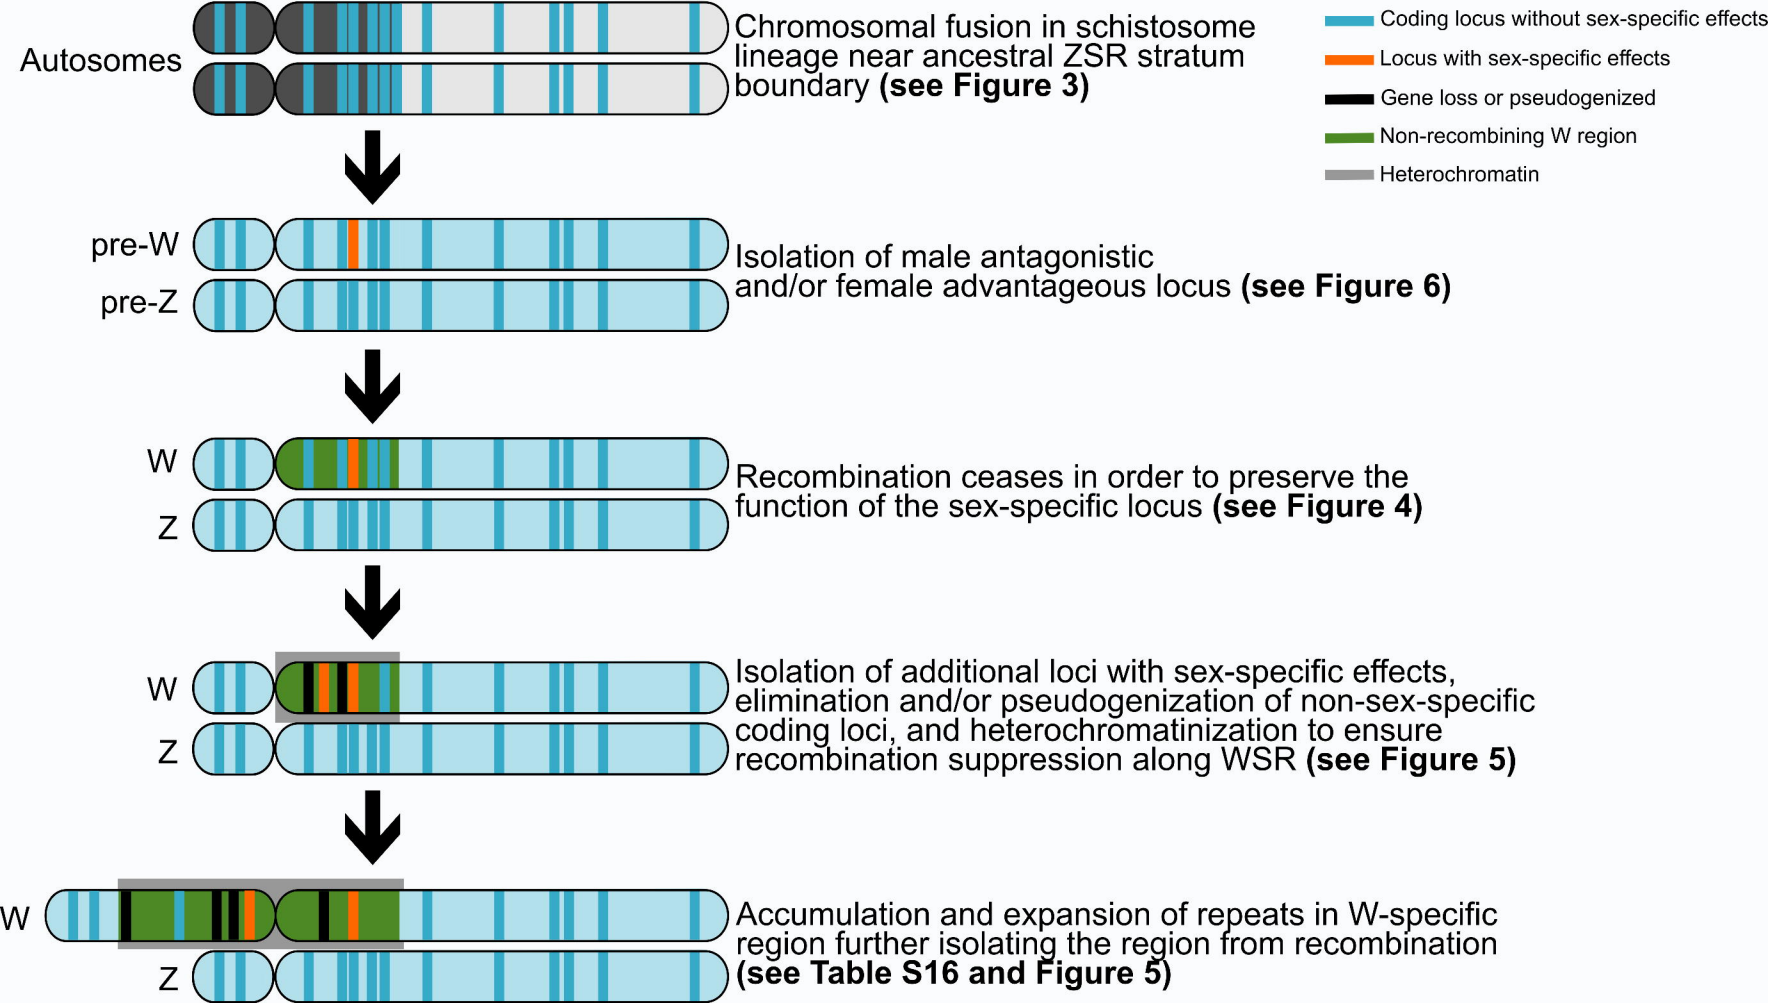 Autosomes
Chromosomal fusion in schistosome
lineage near ancestral ZSR stratum
boundary (see Figure 3)
Coding locus without sex-specific effects
Locus with sex-specific effects
Gene loss or pseudogenized
Non-recombining W region
Heterochromatin
pre-W
pre-Z
Isolation of male antagonistic
and/or female advantageous locus (see Figure 6)
W
Z
Recombination ceases in order to preserve the
function of the sex-specific locus (see Figure 4)
W
Z
Isolation of additional loci with sex-specific effects,
elimination and/or pseudogenization of non-sex-specific
coding loci, and heterochromatinization to ensure
recombination suppression along WSR (see Figure 5)
W
Z
Accumulation and expansion of repeats in W-specific
region further isolating the region from recombination
(see Table S16 and Figure 5)